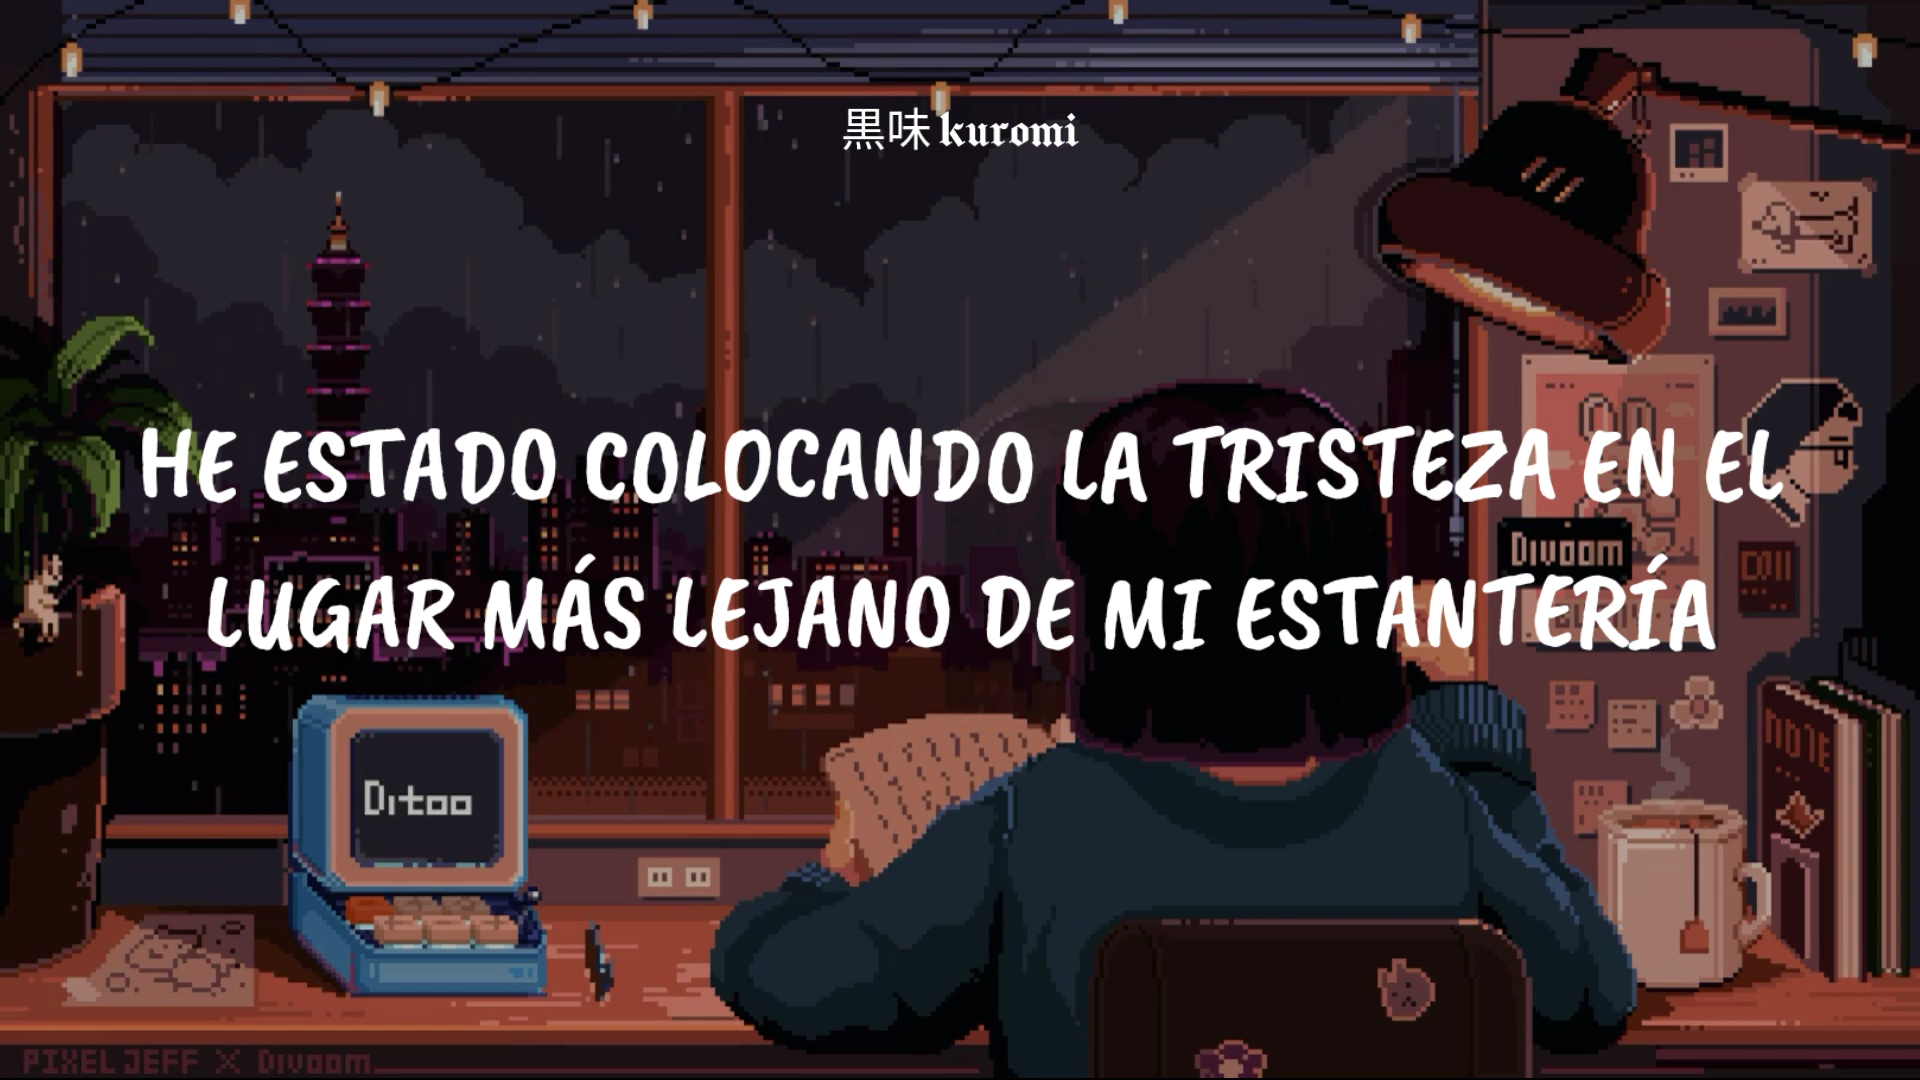 黒味 kuromi
HE ESTADO COLOCANDO LA TRISTEZA EN EL
LUGAR MÁS LEJANO DE MI ESTANTERÍA
Divoom
Ditoo
NOTE
PIXEL JEFF X Divoom